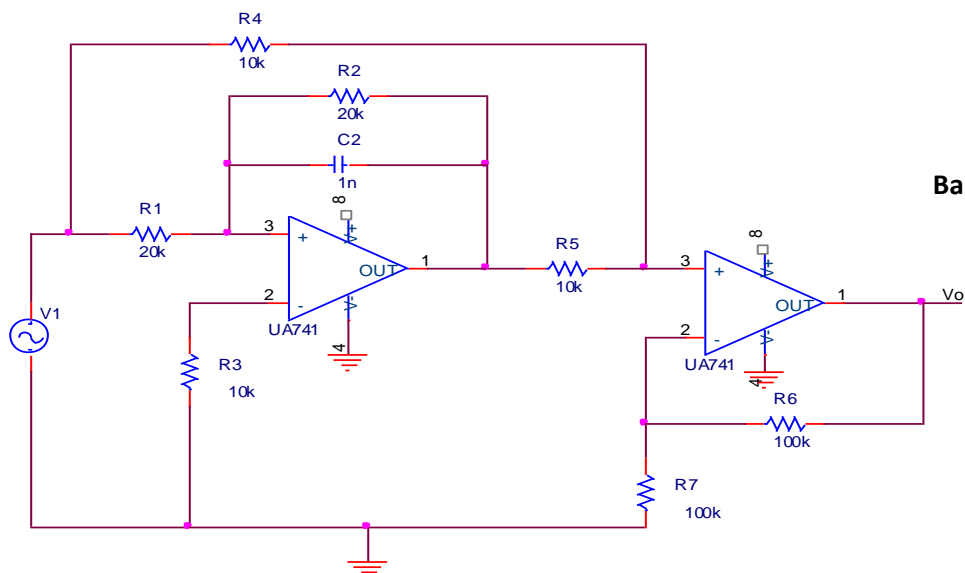 R4
10k
R2
20k
C2
1n
Ba
R1
20k
3
+
8
V+
OUT
1
2
-
V-
4
UA741
R5
10k
3
+
8
V+
OUT
1
2
-
V-
4
UA741
Vo
V1
R3
10k
R6
100k
R7
100k